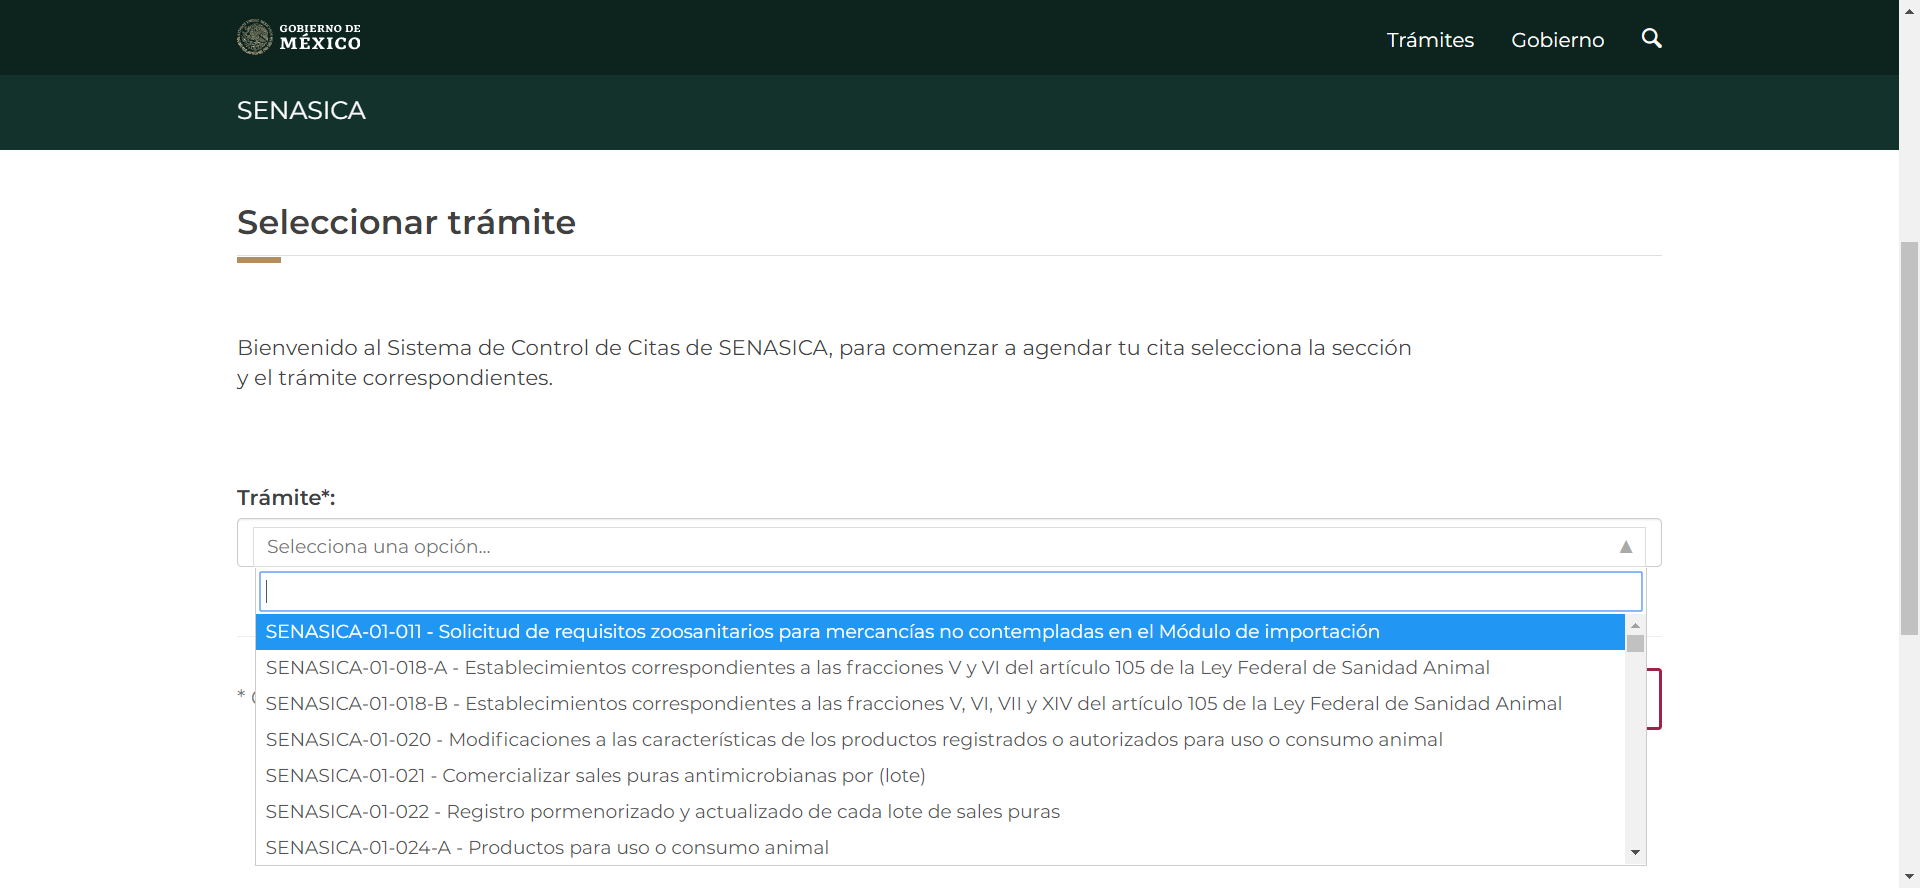 GOBIERNO DE
MÉXICO
Trámites
Gobierno
SENASICA
Seleccionar trámite
Bienvenido al Sistema de Control de Citas de SENASICA, para comenzar a agendar tu cita selecciona la sección
y el trámite correspondientes.
Trámite*:
Selecciona una opción...
SENASICA-01-011 - Solicitud de requisitos zoosanitarios para mercancías no contempladas en el Módulo de importación
SENASICA-01-018-A - Establecimientos correspondientes a las fracciones V y VI del artículo 105 de la Ley Federal de Sanidad Animal
SENASICA-01-018-B - Establecimientos correspondientes a las fracciones V, VI, VII y XIV del artículo 105 de la Ley Federal de Sanidad Animal
*
SENASICA-01-020 - Modificaciones a las características de los productos registrados o autorizados para uso o consumo animal
SENASICA-01-021 - Comercializar sales puras antimicrobianas por (lote)
SENASICA-01-022 - Registro pormenorizado y actualizado de cada lote de sales puras
SENASICA-01-024-A - Productos para uso o consumo animal